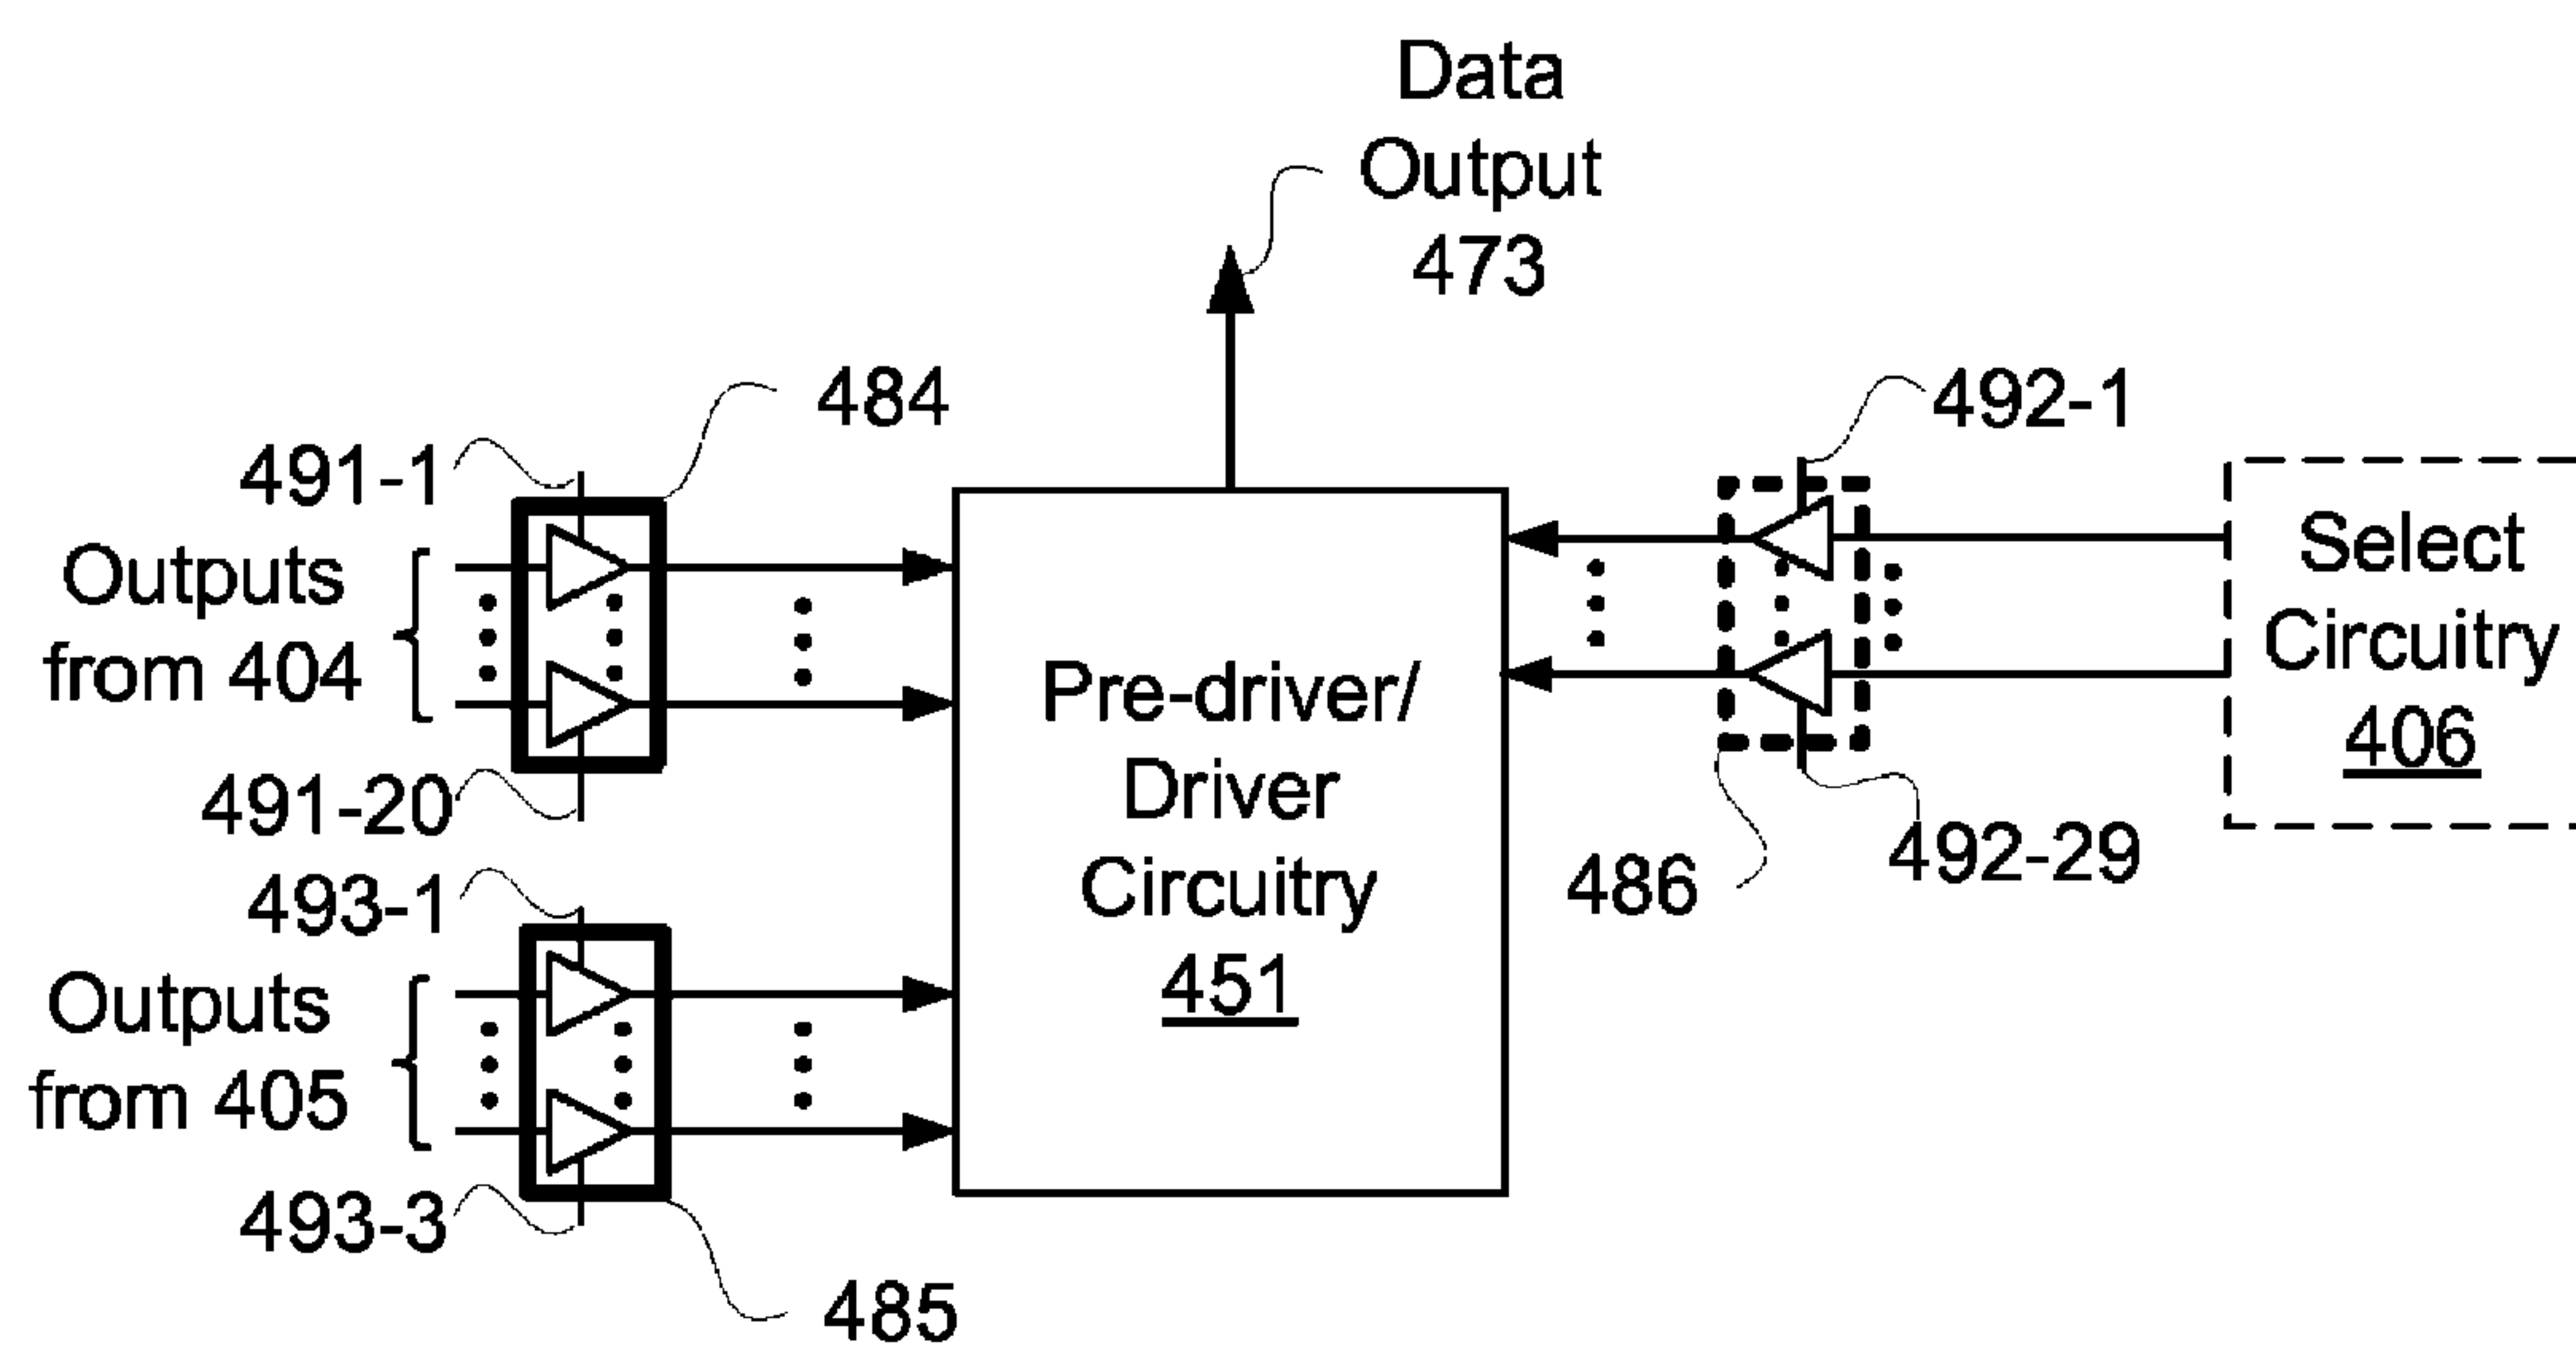 Data
Output
473
484
491-1
Outputs
from 404
491-20
493-1
Outputs
from 405
493-3
485
Pre-driver/
Driver
Circuitry
451
492-1
492-29
486
Select
Circuitry
406